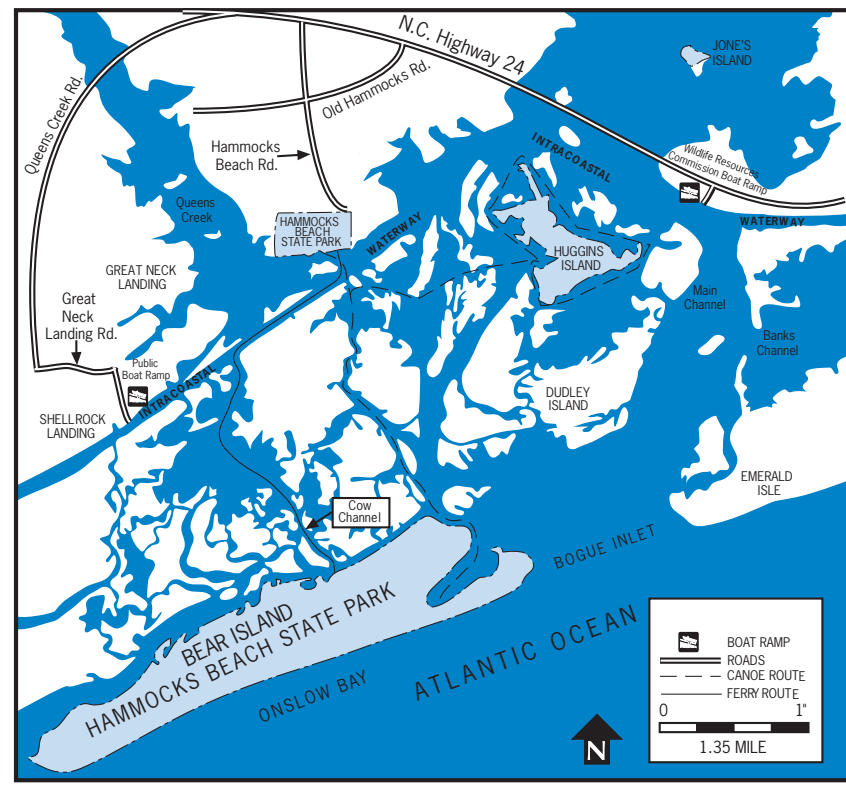 N.C. Highway 24
JONE'S
ISLAND
Queens Creek Rd.
Old Hammocks Rd.
Hammocks
Beach Rd.
INTRACOASTAL
Wildlife Resources
Commission Boat Ramp
Queens
Creek
HAMMOCKS
BEACH
STATE PARK
WATERWAY
WATERWAY
HUGGINS
ISLAND
GREAT NECK
LANDING
Great
Neck
Landing Rd.
Main
Channel
Banks
Channel
Public
Boat Ramp
INTRACOASTAL
SHELLROCK
LANDING
DUDLEY
ISLAND
EMERALD
ISLE
Cow
Channel
BOGUE INLET
BEAR ISLAND
HAMMOCKS BEACH STATE PARK
ONSLOW BAY
ATLANTIC OCEAN
N
BOAT RAMP
ROADS
CANOE ROUTE
FERRY ROUTE
0 1"
1.35 MILE